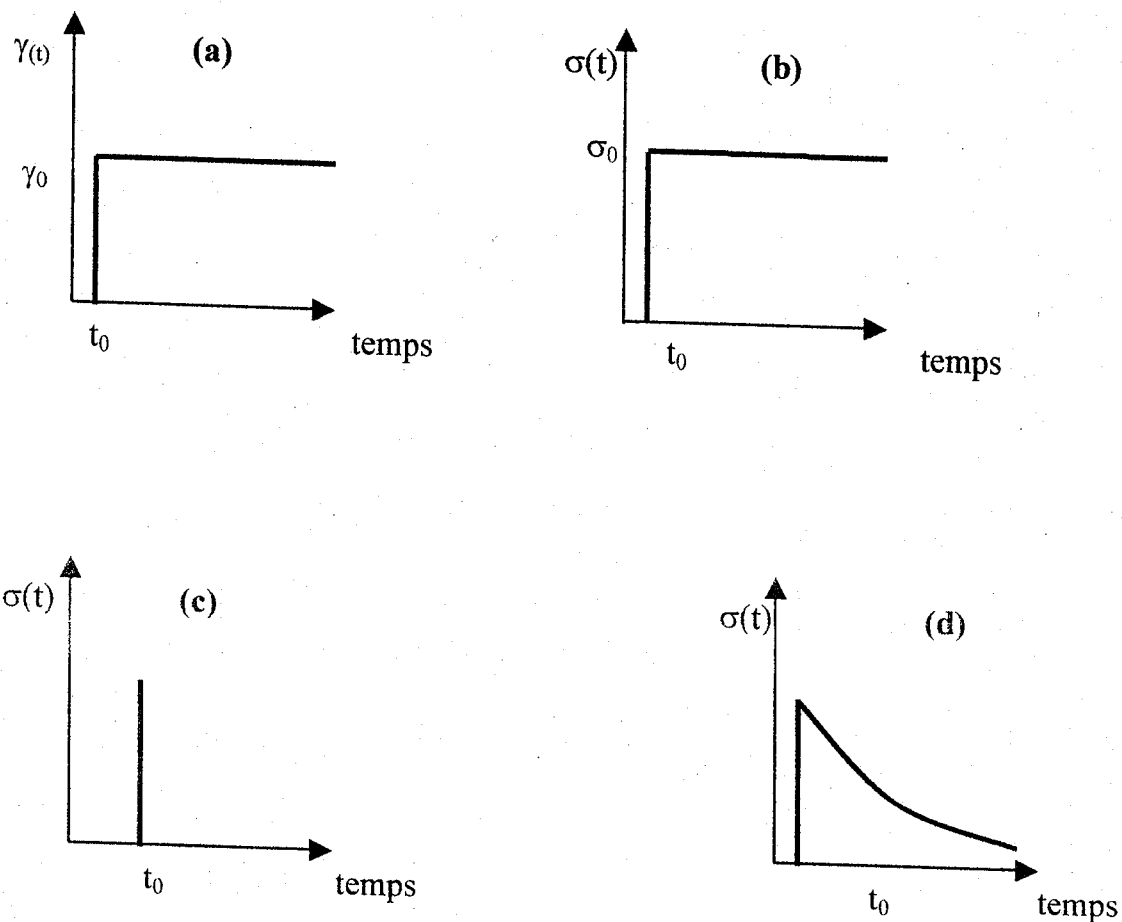 γ(t)
(a)
γ₀
t₀
temps
σ(t)
(b)
σ₀
t₀
temps
σ(t)
(c)
t₀
temps
σ(t)
(d)
t₀
temps